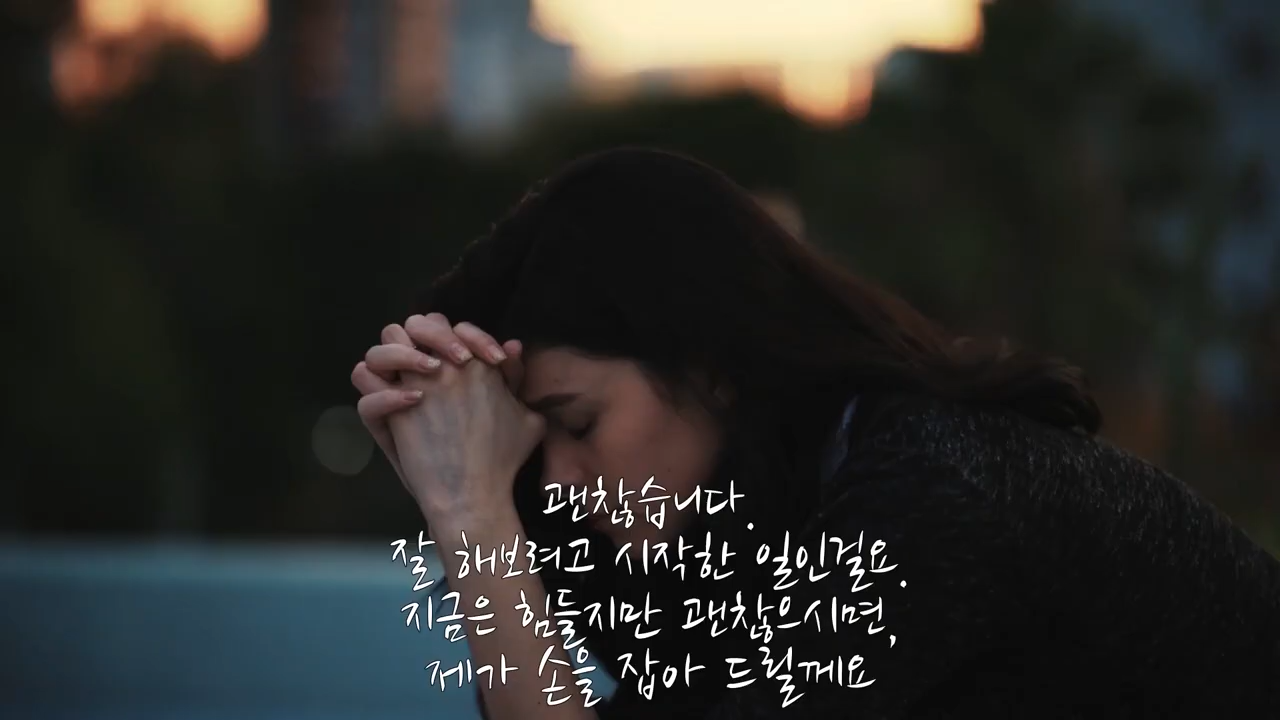 괜찮습니다.
잘 해보려고 시작한 일인걸요.
지금은 힘들지만 괜찮으시면,
제가 손을 잡아 드릴께요